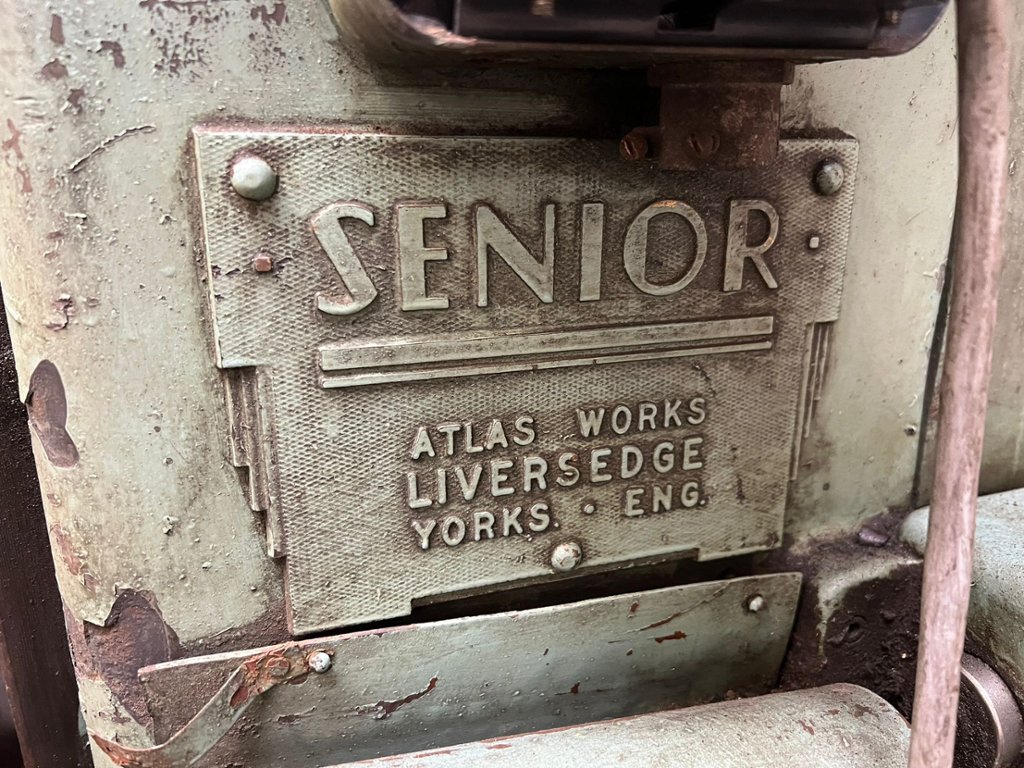 SENIOR
ATLAS WORKS
LIVERSEDGE
YORKS. · ENG.